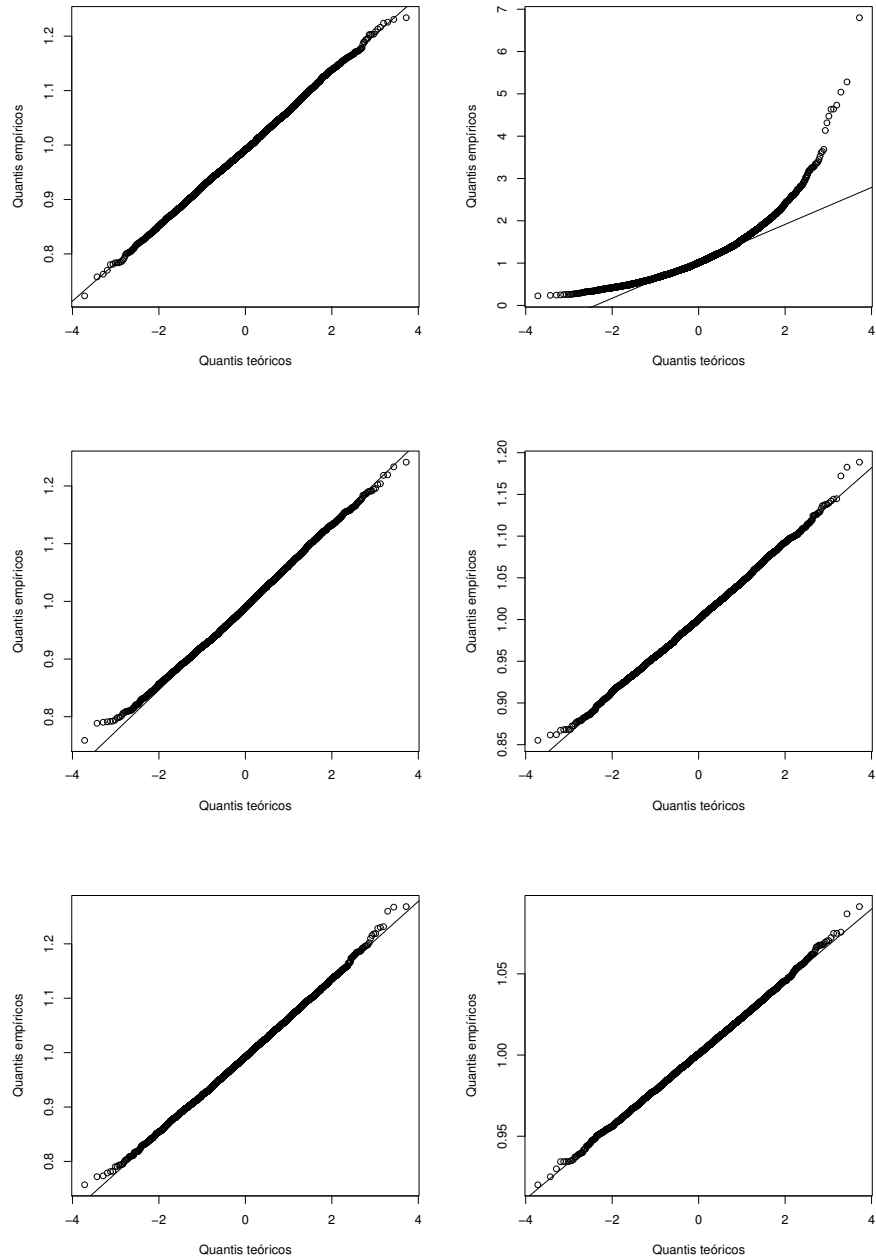 1.2
1.1
1.0
0.9
0.8
Quantis empíricos
−4 −2 0 2 4
Quantis teóricos
7
6
5
4
3
2
1
0
Quantis empíricos
−4 −2 0 2 4
Quantis teóricos
1.2
1.1
1.0
0.9
0.8
Quantis empíricos
−4 −2 0 2 4
Quantis teóricos
1.20
1.15
1.10
1.05
1.00
0.95
0.90
0.85
Quantis empíricos
−4 −2 0 2 4
Quantis teóricos
1.2
1.1
1.0
0.9
0.8
Quantis empíricos
−4 −2 0 2 4
Quantis teóricos
1.05
1.00
0.95
Quantis empíricos
−4 −2 0 2 4
Quantis teóricos